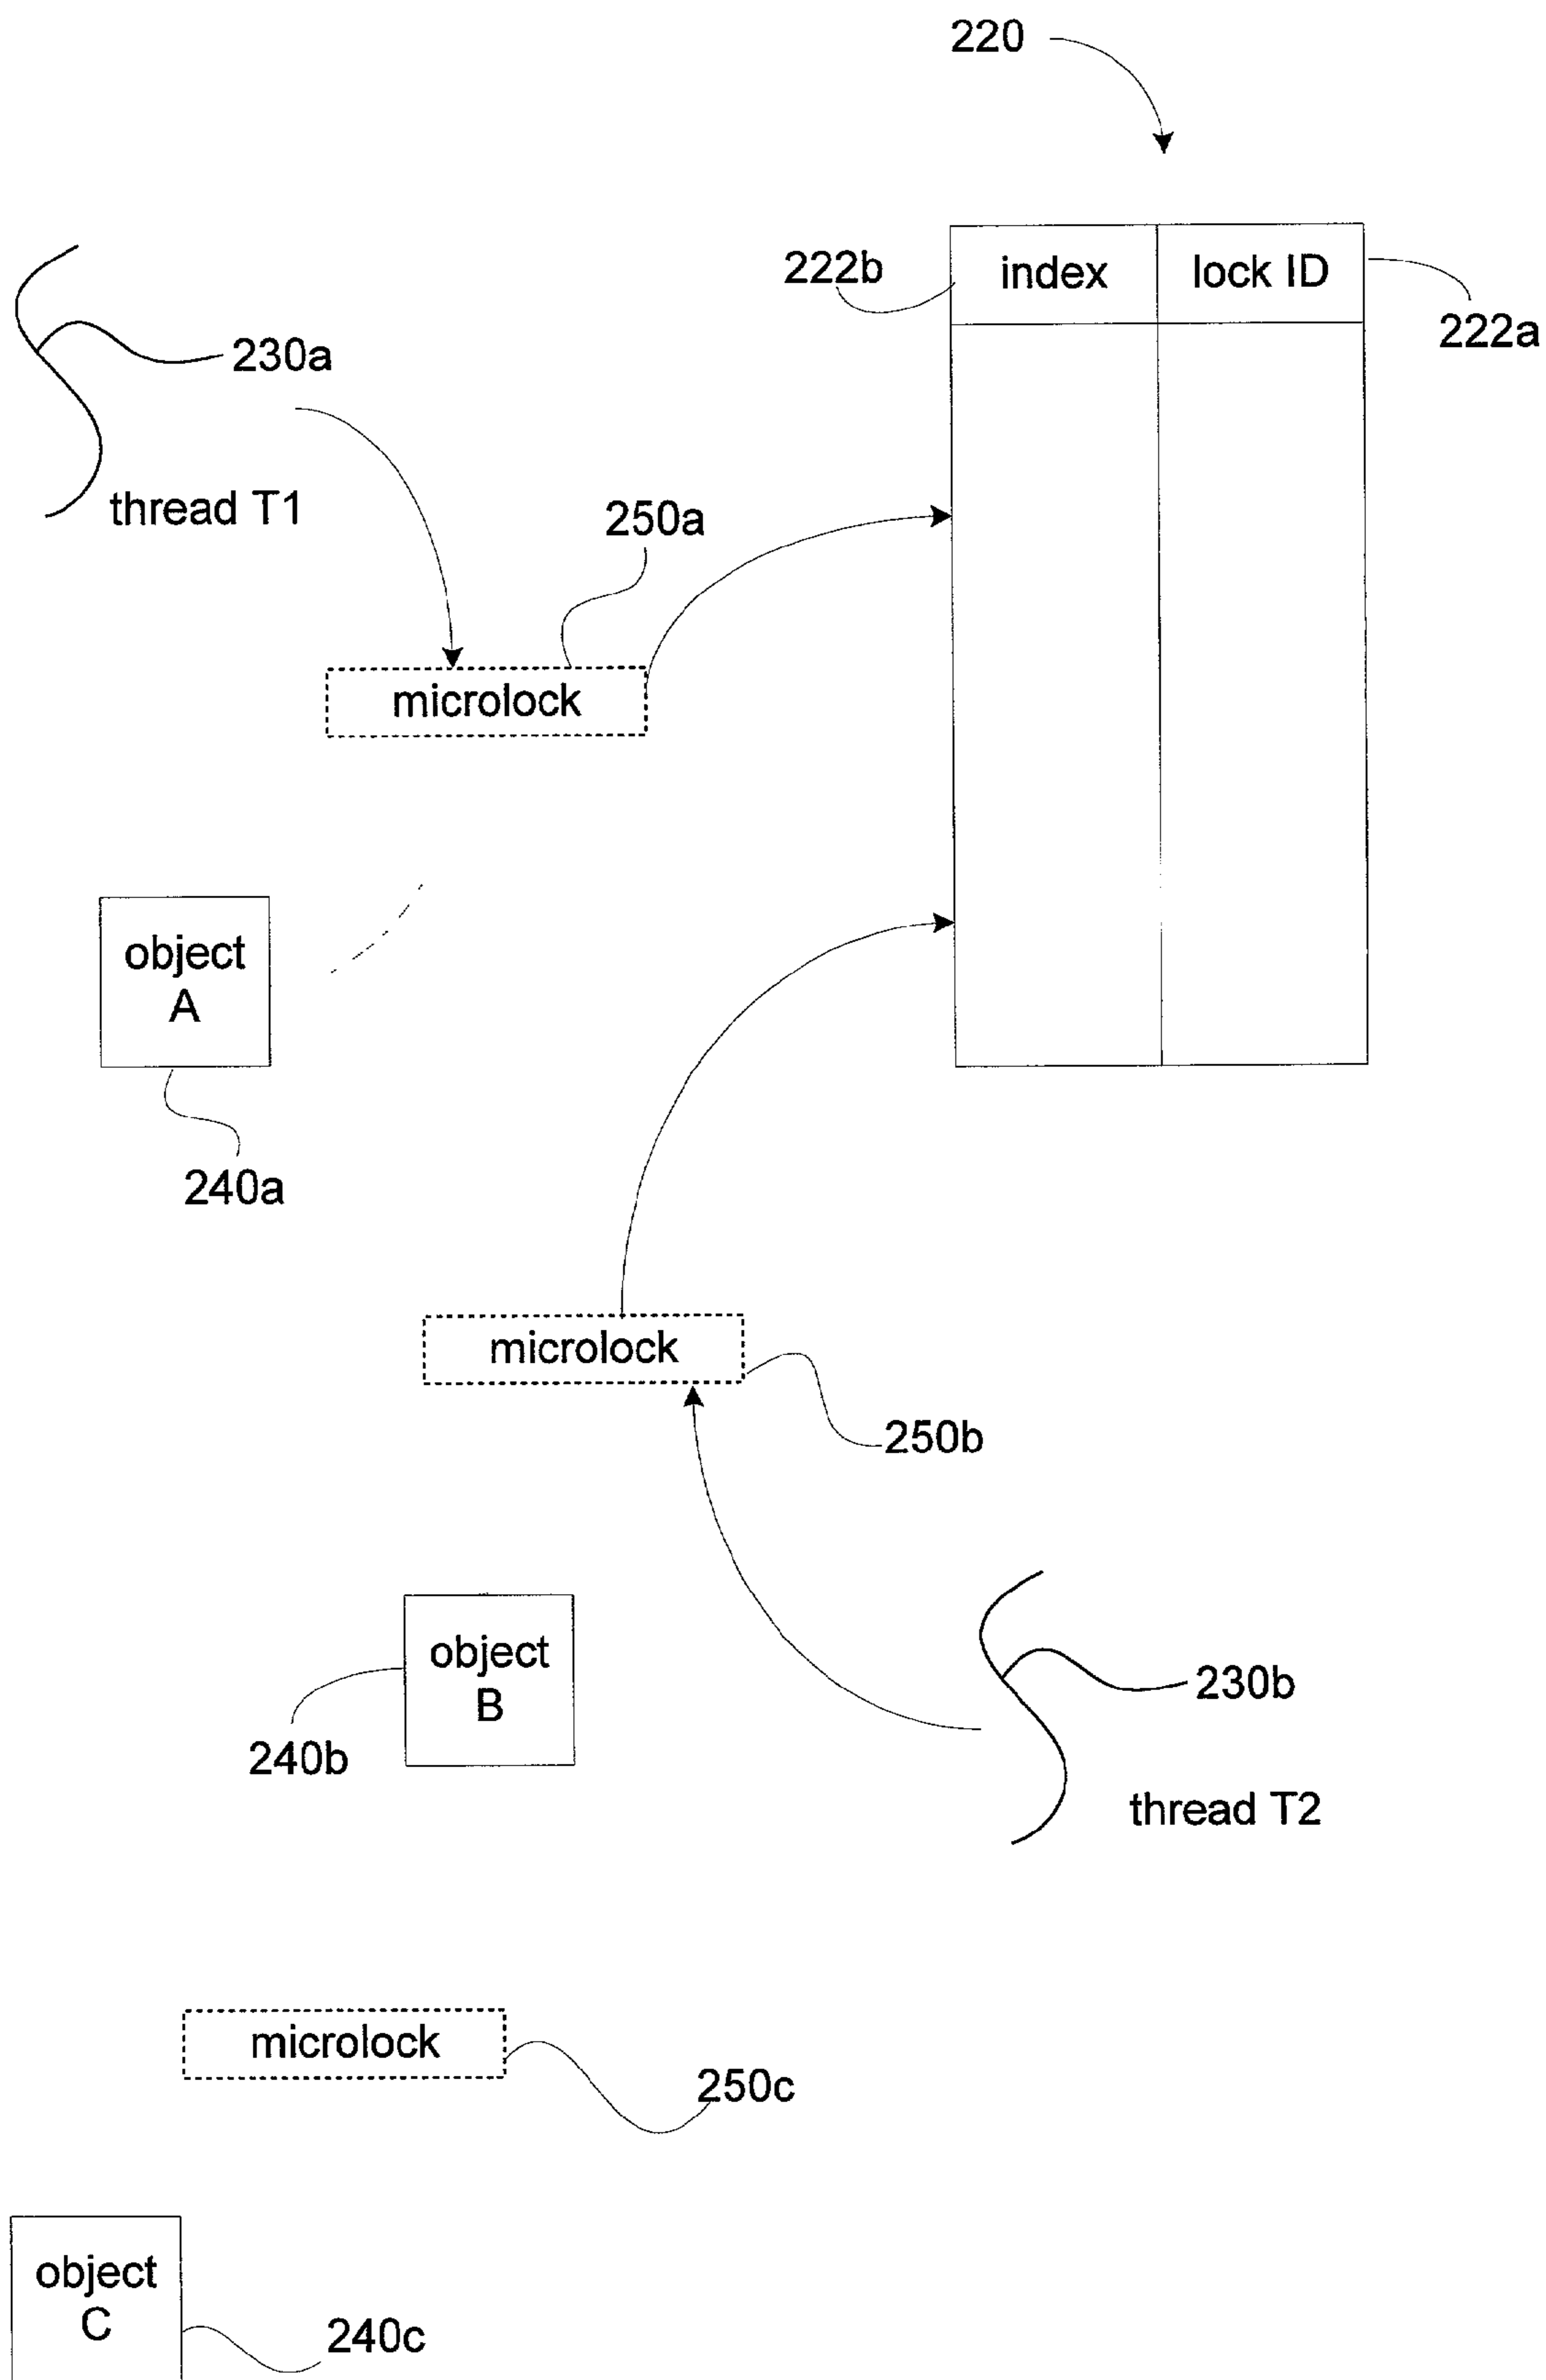 220
222b
index
lock ID
222a
230a
thread T1
250a
microlock
object
A
240a
microlock
250b
object
B
240b
230b
thread T2
microlock
250c
object
C
240c